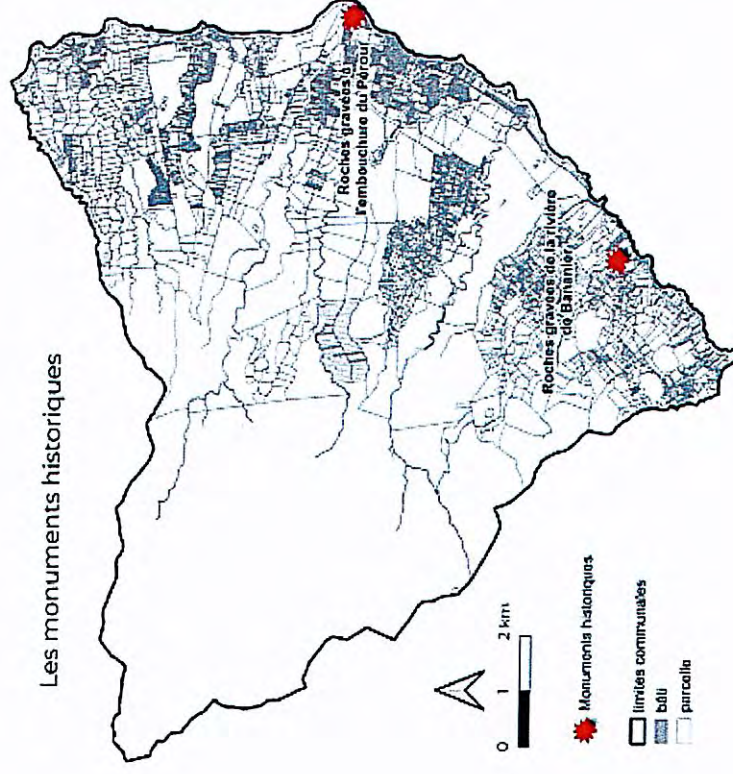 Les monuments historiques
Roches gravées à
l'embouchure du Pérou
Roches gravées de la rivière
de Bananier
0 1 2 km
Monuments historiques
limites communales
bâti
parcelle